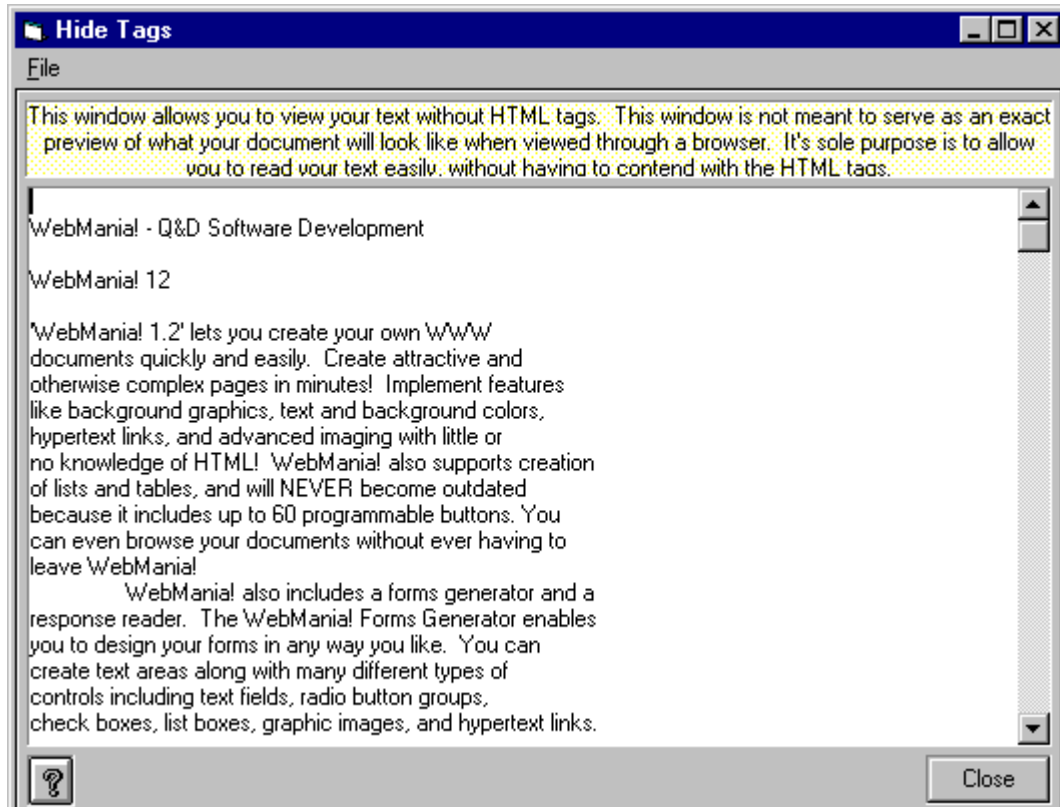 Hide Tags
File
This window allows you to view your text without HTML tags.  This window is not meant to serve as an exact
preview of what your document will look like when viewed through a browser.  It's sole purpose is to allow
you to read your text easily, without having to contend with the HTML tags.
WebMania! - Q&D Software Development
WebMania! 12
'WebMania! 1.2' lets you create your own WWW
documents quickly and easily.  Create attractive and
otherwise complex pages in minutes!  Implement features
like background graphics, text and background colors,
hypertext links, and advanced imaging with little or
no knowledge of HTML!  WebMania! also supports creation
of lists and tables, and will NEVER become outdated
because it includes up to 60 programmable buttons. You
can even browse your documents without ever having to
leave WebMania!
WebMania! also includes a forms generator and a
response reader.  The WebMania! Forms Generator enables
you to design your forms in any way you like.  You can
create text areas along with many different types of
controls including text fields, radio button groups,
check boxes, list boxes, graphic images, and hypertext links.
?
Close